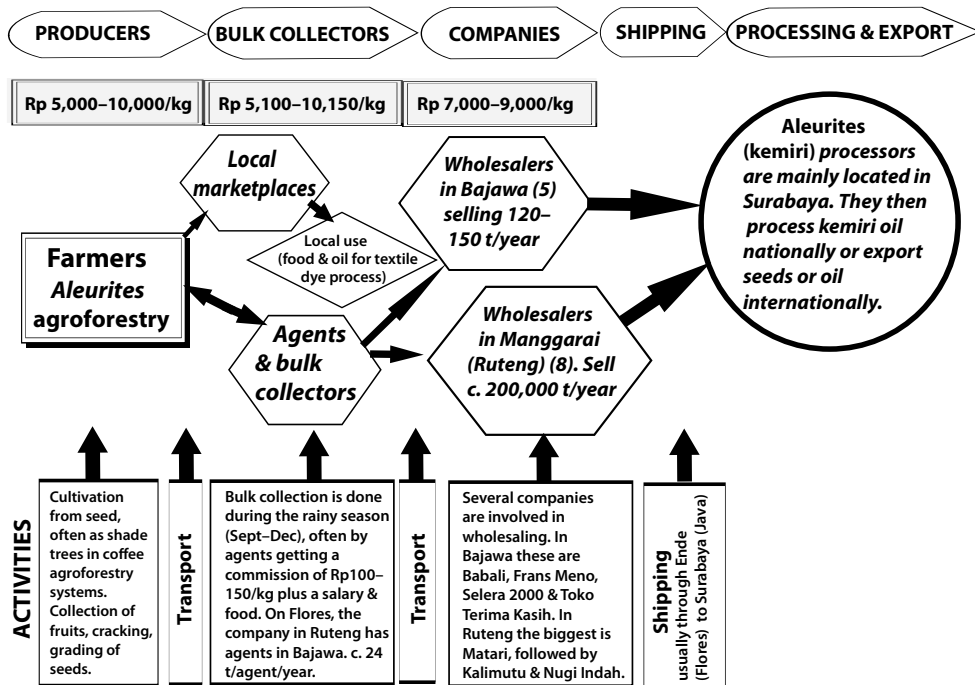 PRODUCERS
BULK COLLECTORS
COMPANIES
SHIPPING
PROCESSING & EXPORT
Rp 5,000–10,000/kg
Rp 5,100–10,150/kg
Rp 7,000–9,000/kg
Local
marketplaces
Local use
(food & oil for textile
dye process)
Farmers
Aleurites
agroforestry
Agents
& bulk
collectors
Wholesalers
in Bajawa (5)
selling 120–
150 t/year
Wholesalers
in Manggarai
(Ruteng) (8). Sell
c. 200,000 t/year
Aleurites
(kemiri) processors
are mainly located in
Surabaya. They then
process kemiri oil
nationally or export
seeds or oil
internationally.
ACTIVITIES
Cultivation
from seed,
often as shade
trees in coffee
agroforestry
systems.
Collection of
fruits, cracking,
grading of
seeds.
Transport
Bulk collection is done
during the rainy season
(Sept–Dec), often by
agents getting a
commission of Rp100–
150/kg plus a salary &
food. On Flores, the
company in Ruteng has
agents in Bajawa. c. 24
t/agent/year.
Transport
Several companies
are involved in
wholesaling. In
Bajawa these are
Babali, Frans Meno,
Selera 2000 & Toko
Terima Kasih. In
Ruteng the biggest is
Matari, followed by
Kalimutu & Nugi Indah.
Shipping
usually through Ende
(Flores) to Surabaya (Java)